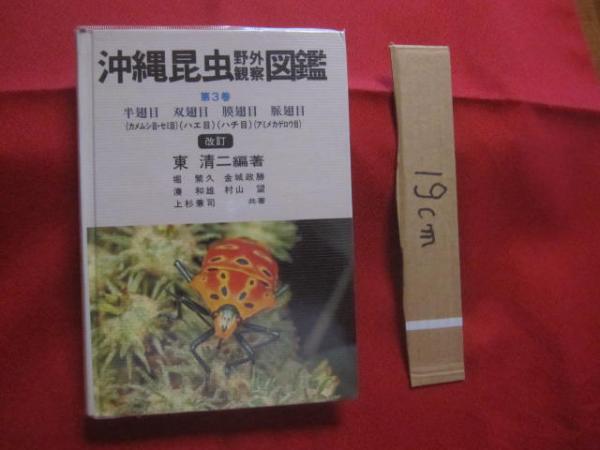 沖縄昆虫野外観察図鑑
第3巻
半翅目 双翅目 膜翅目 脈翅目
(カメムシ目・セミ目)(ハエ目)(ハチ目)(アミメカゲロウ目)
改訂
東 清二編著
堀 繁久 金城政勝
湊 和雄 村山 望
上杉兼司 共著
19cm